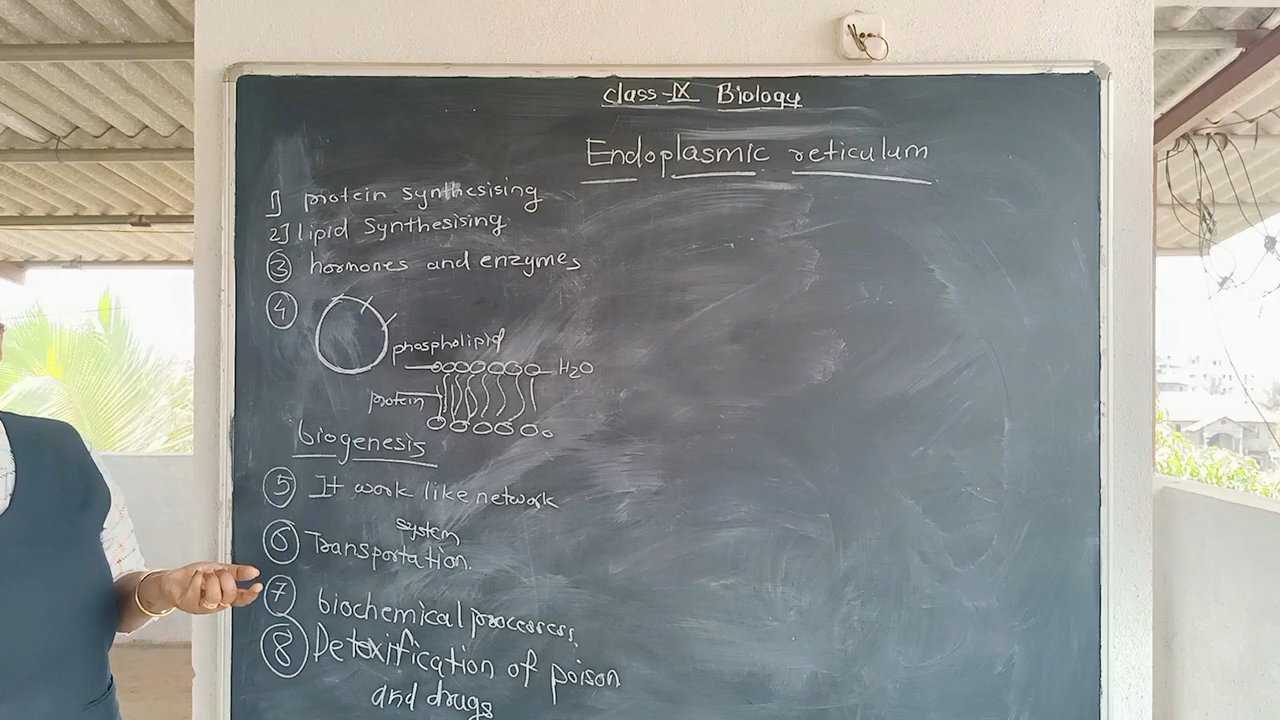 class-IX Biology
Endoplasmic reticulum
1) protein synthesising
2] lipid synthesising
③ hormones and enzymes
④
phospholipid
H2O
protein
biogenesis
⑤ It work like network
system
⑥ Transportation.
⑦ biochemical processes.
⑧ Detoxification of poison
and drugs